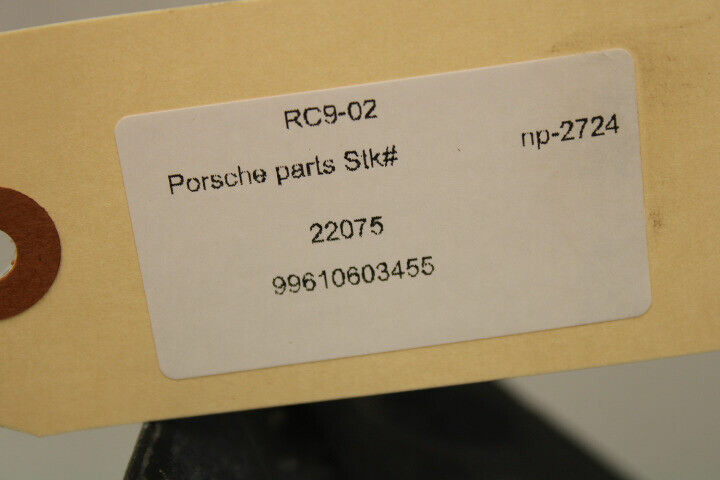 RC9-02
Porsche parts Stk# np-2724
22075
99610603455